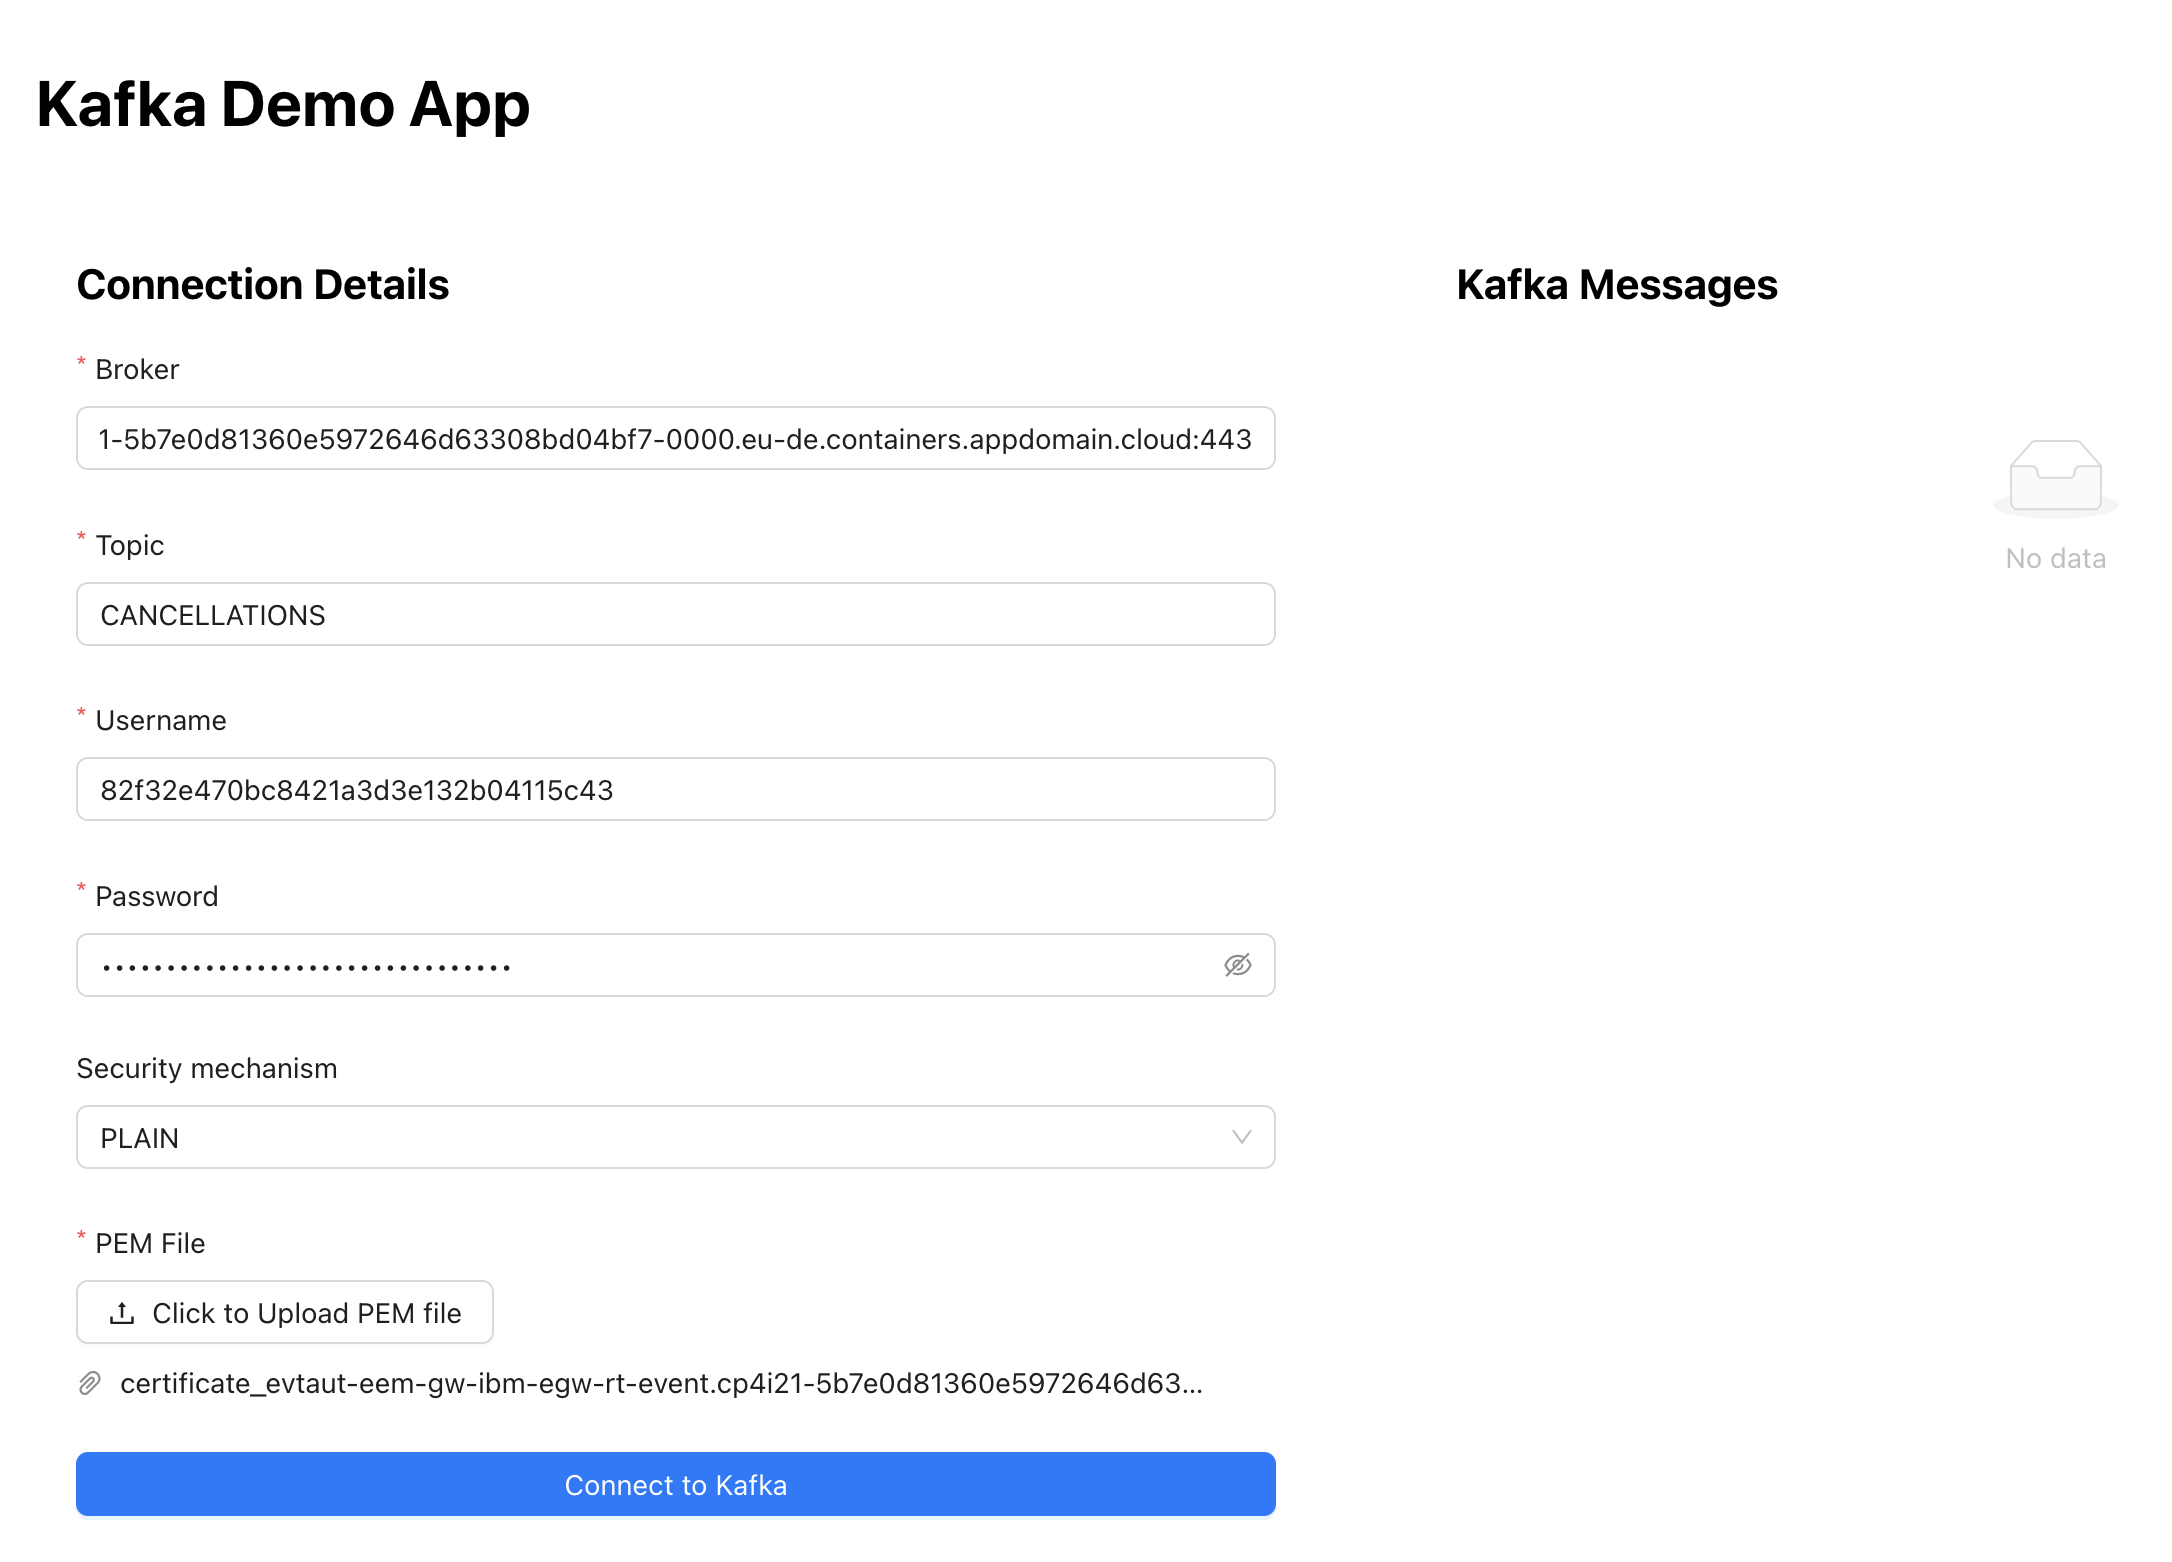 Kafka Demo App
Connection Details
* Broker
1-5b7e0d81360e5972646d63308bd04bf7-0000.eu-de.containers.appdomain.cloud:443
* Topic
CANCELLATIONS
* Username
82f32e470bc8421a3d3e132b04115c43
* Password
••••••••••••••••••••••••••••••••
Security mechanism
PLAIN
* PEM File
Click to Upload PEM file
certificate_evtaut-eem-gw-ibm-egw-rt-event.cp4i21-5b7e0d81360e5972646d63...
Connect to Kafka
Kafka Messages
No data